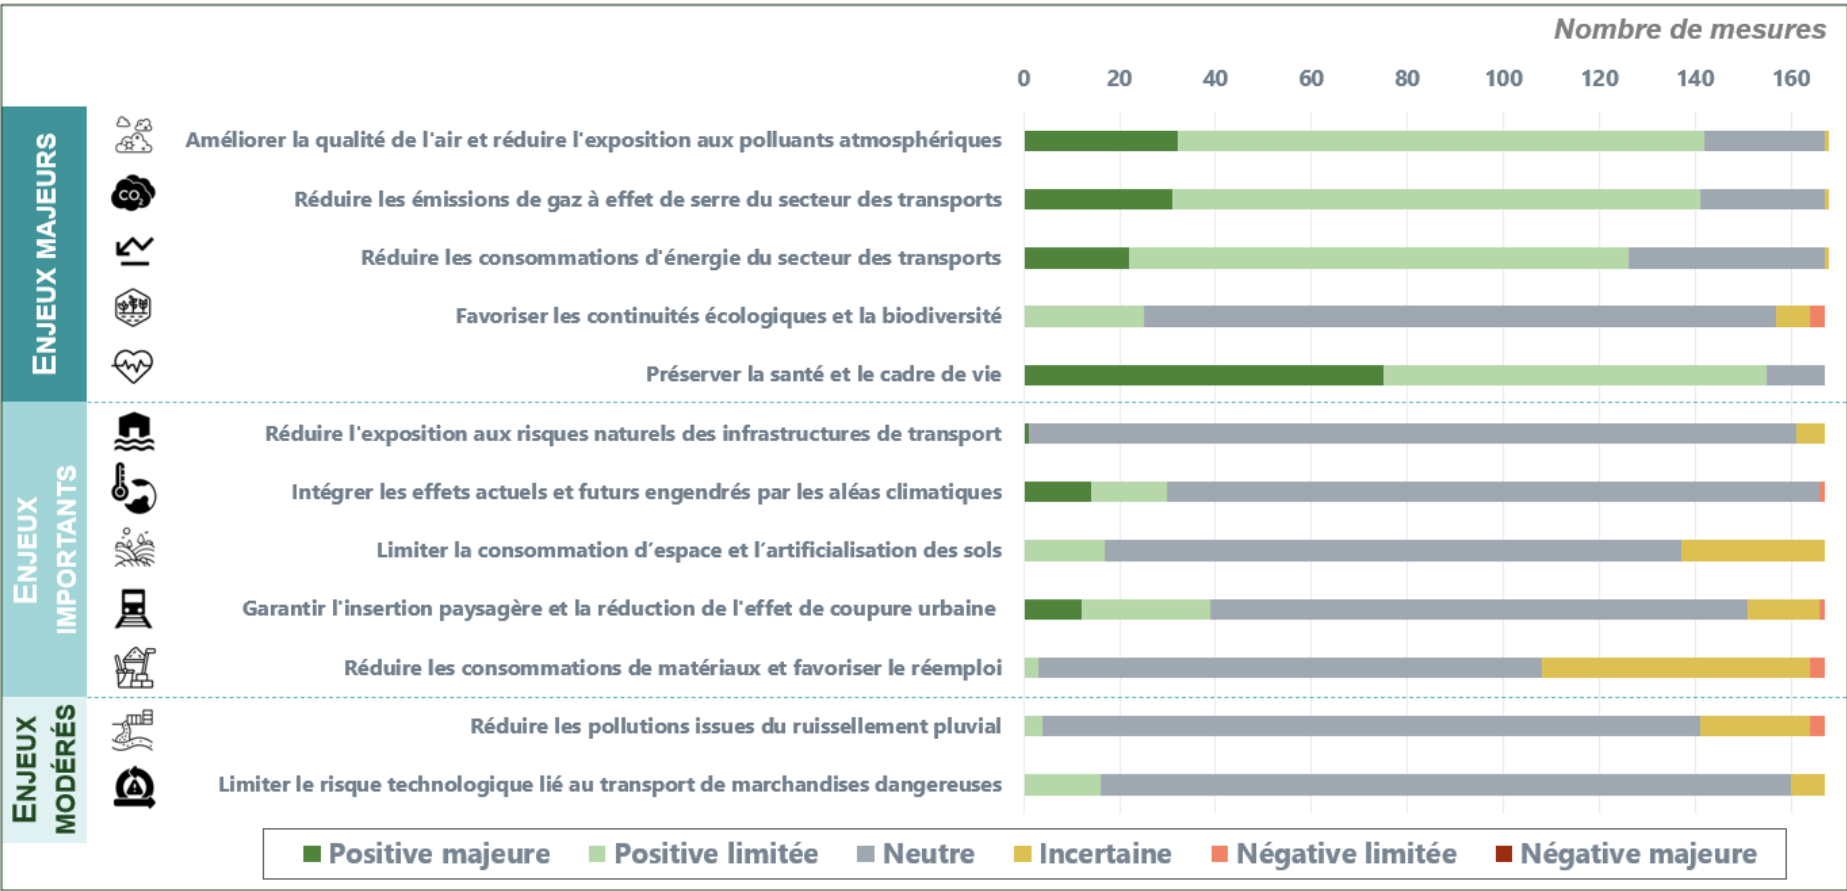 Nombre de mesures
0 20 40 60 80 100 120 140 160
ENJEUX MAJEURS
Améliorer la qualité de l'air et réduire l'exposition aux polluants atmosphériques
CO2
Réduire les émissions de gaz à effet de serre du secteur des transports
Réduire les consommations d'énergie du secteur des transports
Favoriser les continuités écologiques et la biodiversité
Préserver la santé et le cadre de vie
ENJEUX
IMPORTANTS
Réduire l'exposition aux risques naturels des infrastructures de transport
Intégrer les effets actuels et futurs engendrés par les aléas climatiques
Limiter la consommation d’espace et l’artificialisation des sols
Garantir l'insertion paysagère et la réduction de l'effet de coupure urbaine
Réduire les consommations de matériaux et favoriser le réemploi
ENJEUX
MODÉRÉS
Réduire les pollutions issues du ruissellement pluvial
Limiter le risque technologique lié au transport de marchandises dangereuses
Positive majeure Positive limitée Neutre Incertaine Négative limitée Négative majeure